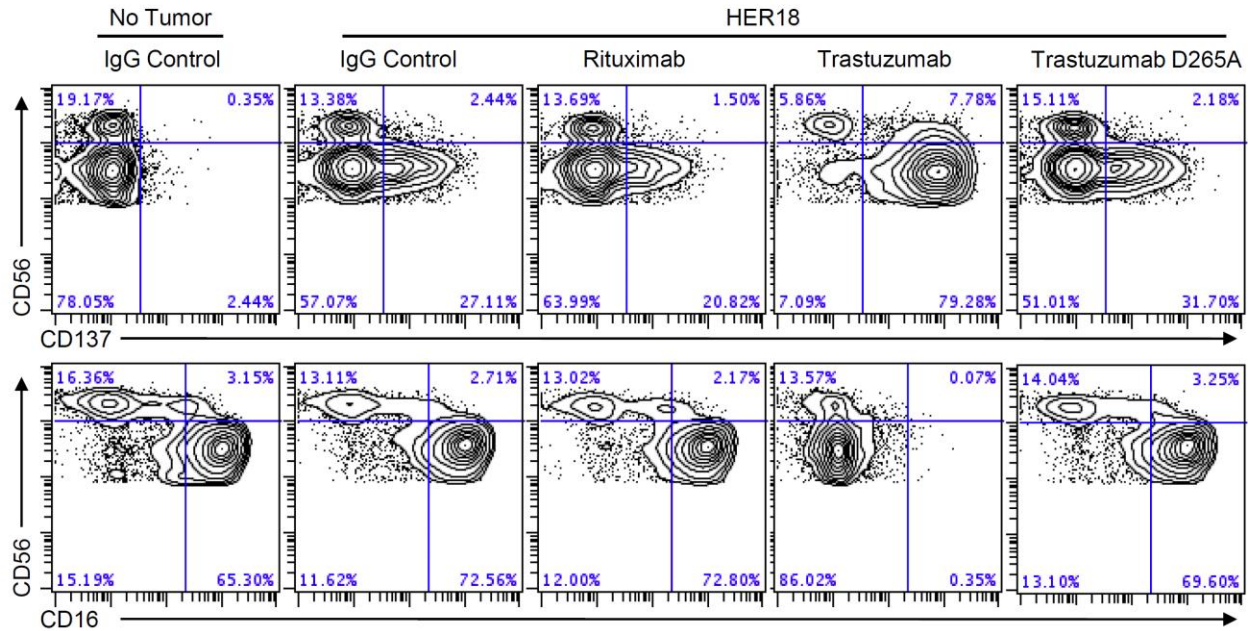 No Tumor HER18
IgG Control IgG Control Rituximab Trastuzumab Trastuzumab D265A
19.17% 0.35% 13.38% 2.44% 13.69% 1.50% 5.86% 7.78% 15.11% 2.18%
CD56
78.05% 2.44% 57.07% 27.11% 63.99% 20.82% 7.09% 79.28% 51.01% 31.70%
CD137
16.36% 3.15% 13.11% 2.71% 13.02% 2.17% 13.57% 0.07% 14.04% 3.25%
CD56
15.19% 65.30% 11.62% 72.56% 12.00% 72.80% 86.02% 0.35% 13.10% 69.60%
CD16